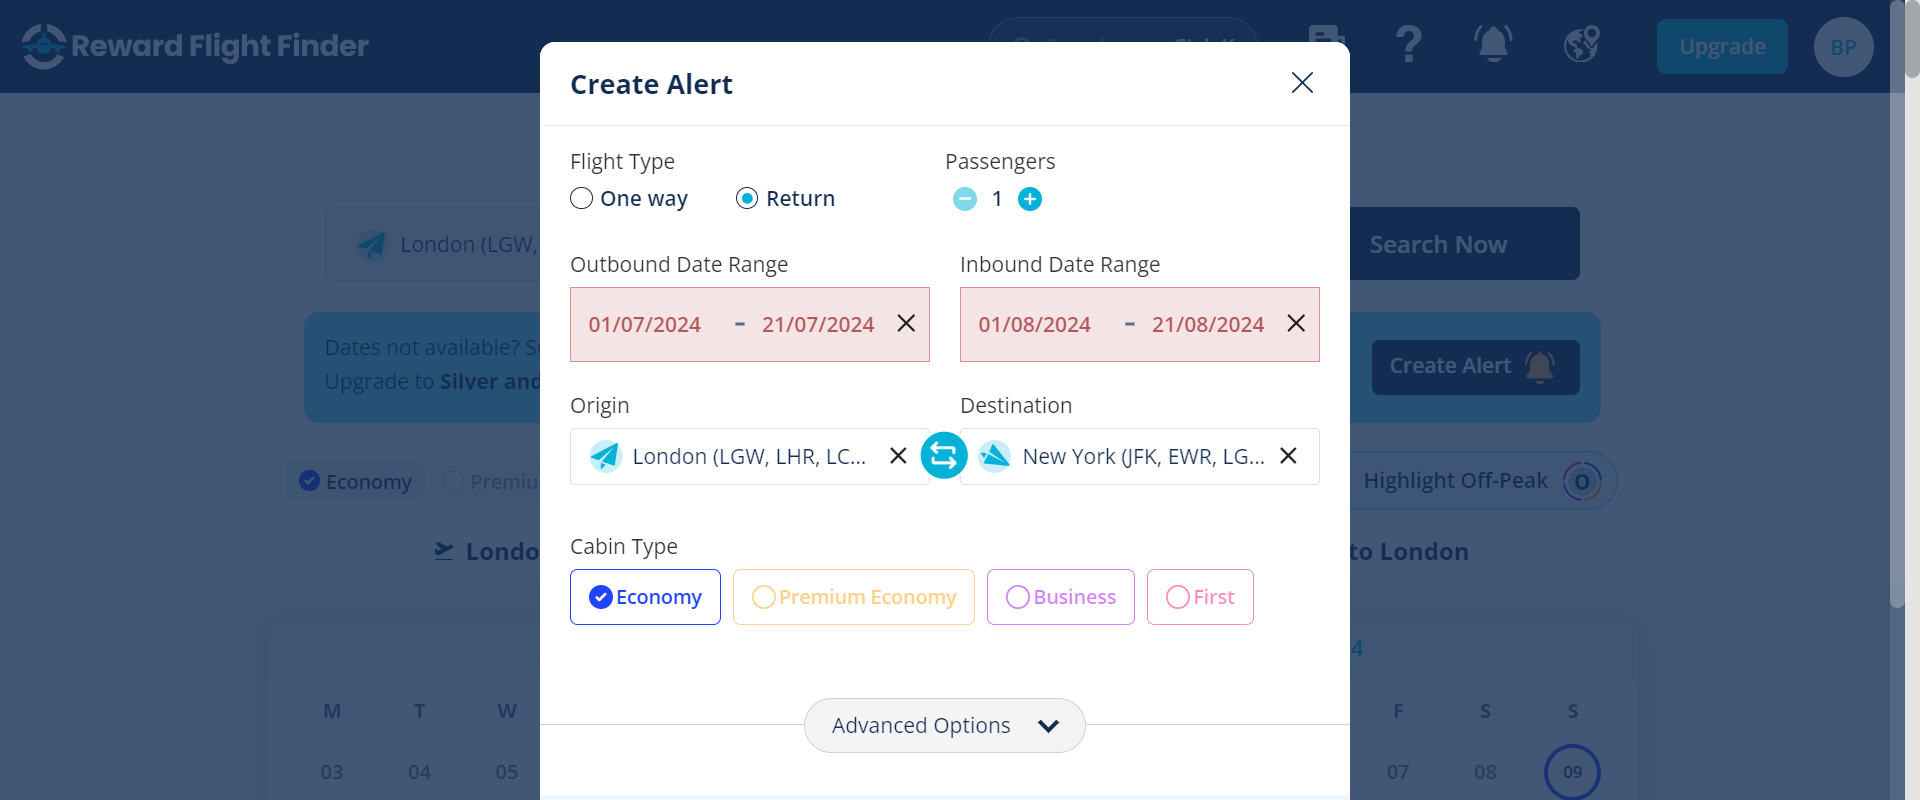 Reward Flight Finder
Upgrade
BP
Create Alert
Flight Type
Passengers
One way
Return
1
London (LGW,
Search Now
Outbound Date Range
Inbound Date Range
01/07/2024 - 21/07/2024
01/08/2024 - 21/08/2024
Dates not available?
Upgrade to Silver and
Create Alert
Origin
Destination
London (LGW, LHR, LC...
New York (JFK, EWR, LG...
Economy
Highlight Off-Peak
O
to London
Cabin Type
Economy
Premium Economy
Business
First
4
M T W
F S S
Advanced Options
03 04 05
07 08 09